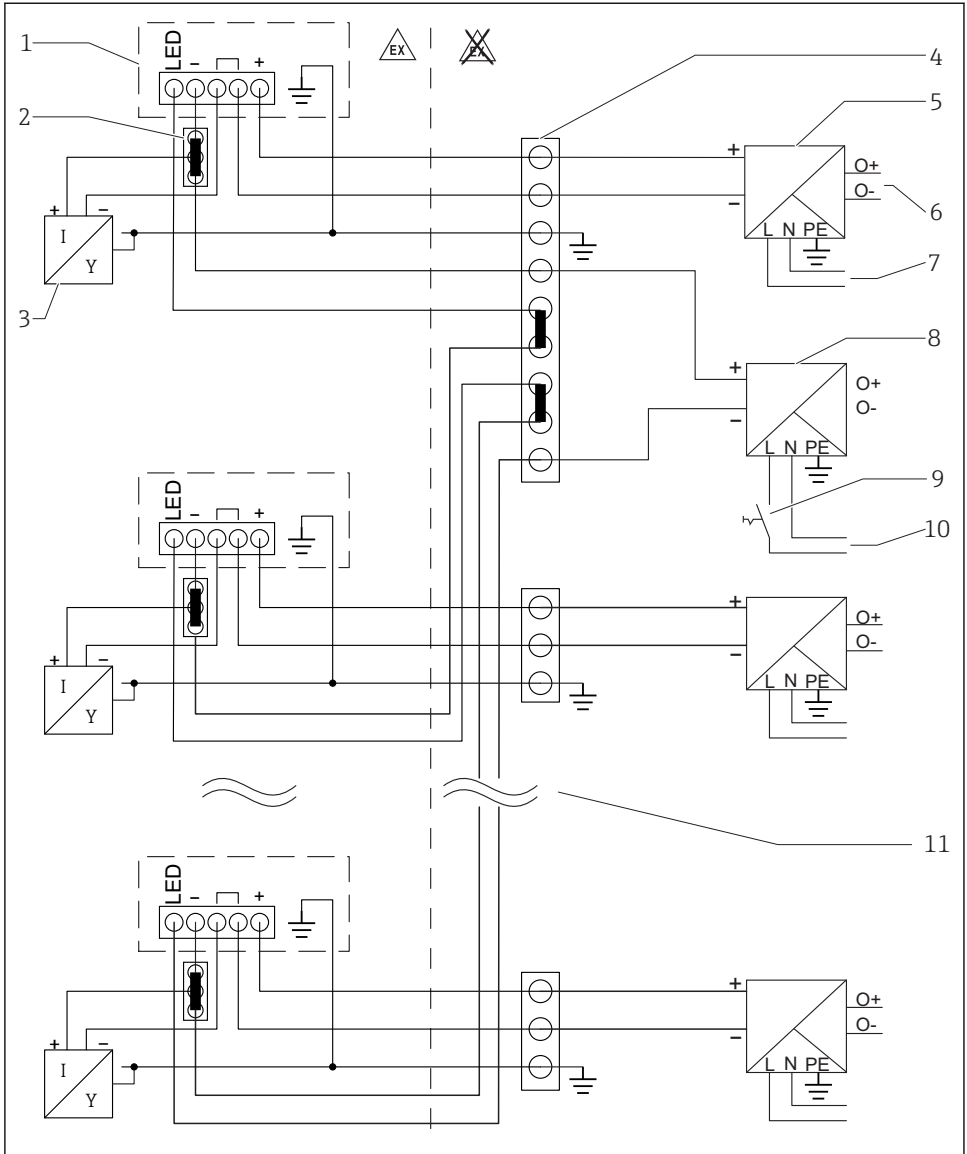 1
LED
−
+
EX
EX
4
5
2
+
−
O+
O-
6
L N PE
7
+
−
I
Y
3
8
+
−
O+
O-
L N PE
9
10
LED
−
+
+
−
O+
O-
L N PE
+
−
I
Y
11
LED
−
+
+
−
O+
O-
L N PE
+
−
I
Y